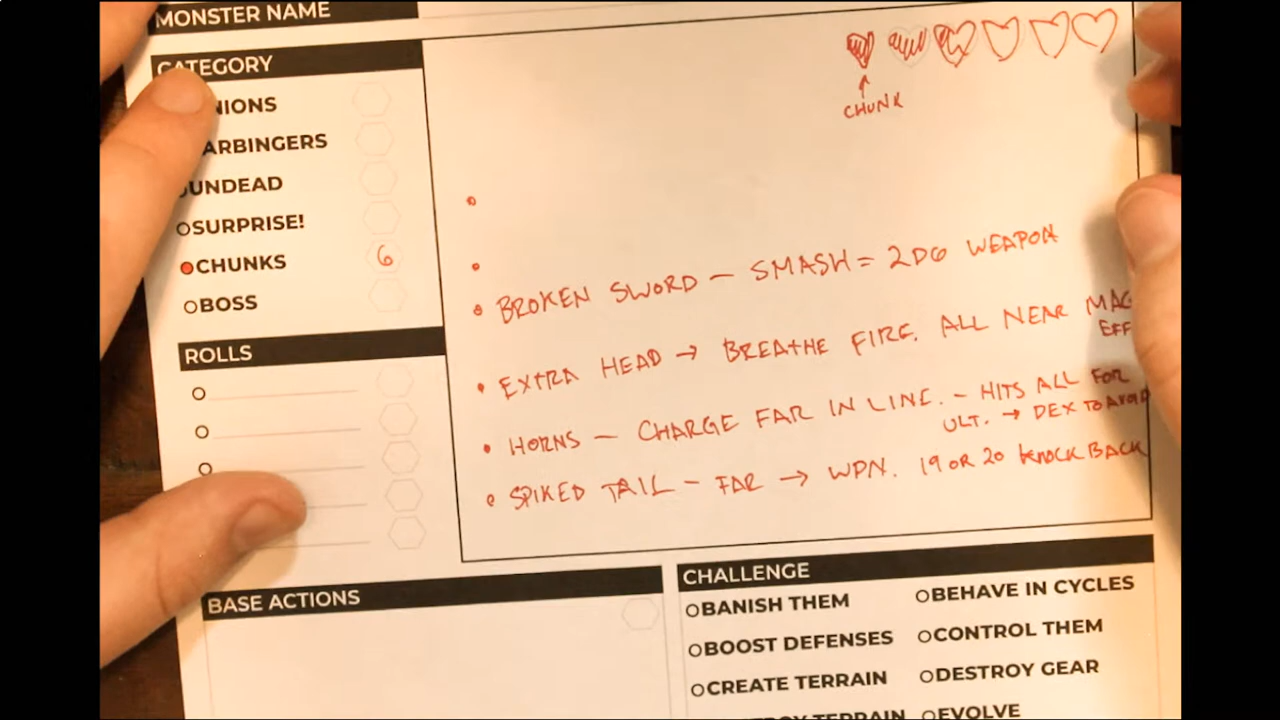 MONSTER NAME
CATEGORY
NIONS
ARBINGERS
UNDEAD
SURPRISE!
CHUNKS 6
BOSS
ROLLS
CHUNK
BROKEN SWORD – SMASH = 2D6 WEAPON
EXTRA HEAD → BREATHE FIRE. ALL NEAR MAG
EFF
HORNS – CHARGE FAR IN LINE. – HITS ALL FOR
ULT. → DEX TO AVOID
SPIKED TAIL – FAR → WPN. 19 OR 20 KNOCK BACK
BASE ACTIONS
CHALLENGE
BANISH THEM
BOOST DEFENSES
CREATE TERRAIN
TROY TERRAIN
BEHAVE IN CYCLES
CONTROL THEM
DESTROY GEAR
EVOLVE